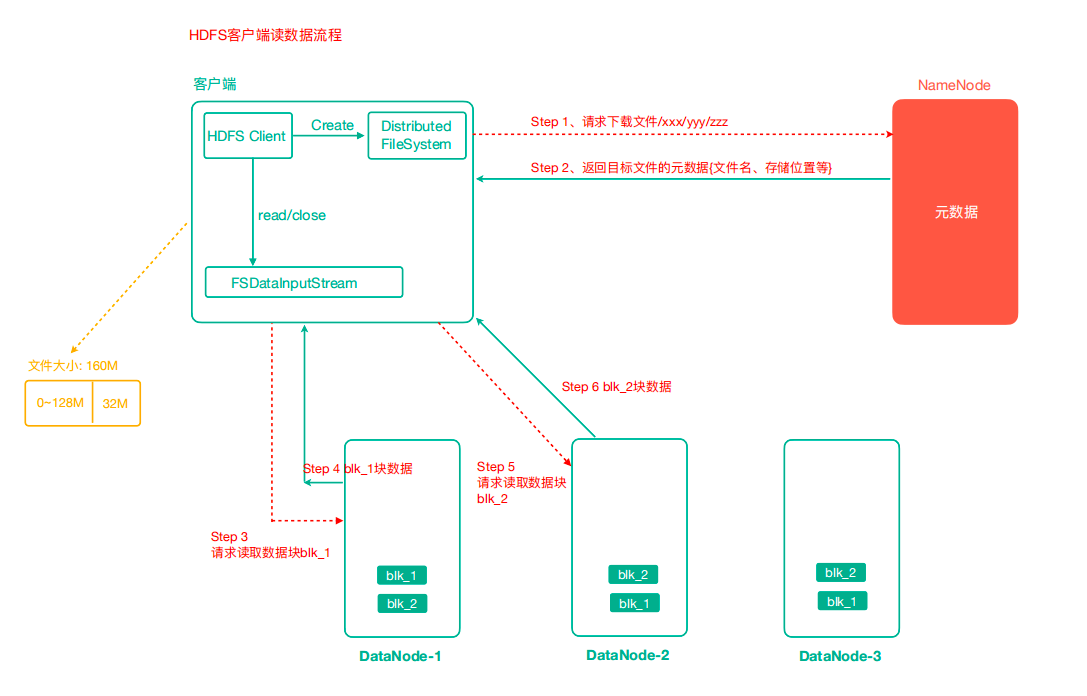 HDFS客户端读数据流程
客户端
NameNode
HDFS Client
Create
Distributed
FileSystem
Step 1、请求下载文件/xxx/yyy/zzz
Step 2、返回目标文件的元数据{文件名、存储位置等}
元数据
read/close
FSDataInputStream
文件大小: 160M
0~128M
32M
Step 6 blk_2块数据
Step 4 blk_1块数据
Step 5
请求读取数据块
blk_2
Step 3
请求读取数据块blk_1
blk_1
blk_2
blk_2
blk_1
blk_2
blk_1
DataNode-1
DataNode-2
DataNode-3